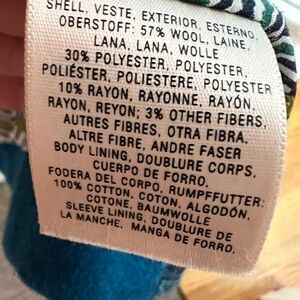 SHELL, VESTE, EXTERIOR, ESTERNO,
OBERSTOFF: 57% WOOL, LAINE,
LANA, LANA, WOLLE
30% POLYESTER, POLYESTER,
POLIÉSTER, POLIESTERE, POLYESTER
10% RAYON, RAYONNE, RAYÓN,
RAYON, REYON; 3% OTHER FIBERS,
AUTRES FIBRES, OTRA FIBRA,
ALTRE FIBRE, ANDRE FASER
BODY LINING, DOUBLURE CORPS,
CUERPO DE FORRO,
FODERA DEL CORPO, RUMPFFUTTER:
100% COTTON, COTON, ALGODÓN,
COTONE, BAUMWOLLE
SLEEVE LINING, DOUBLURE DE
LA MANCHE, MANGA DE FORRO,